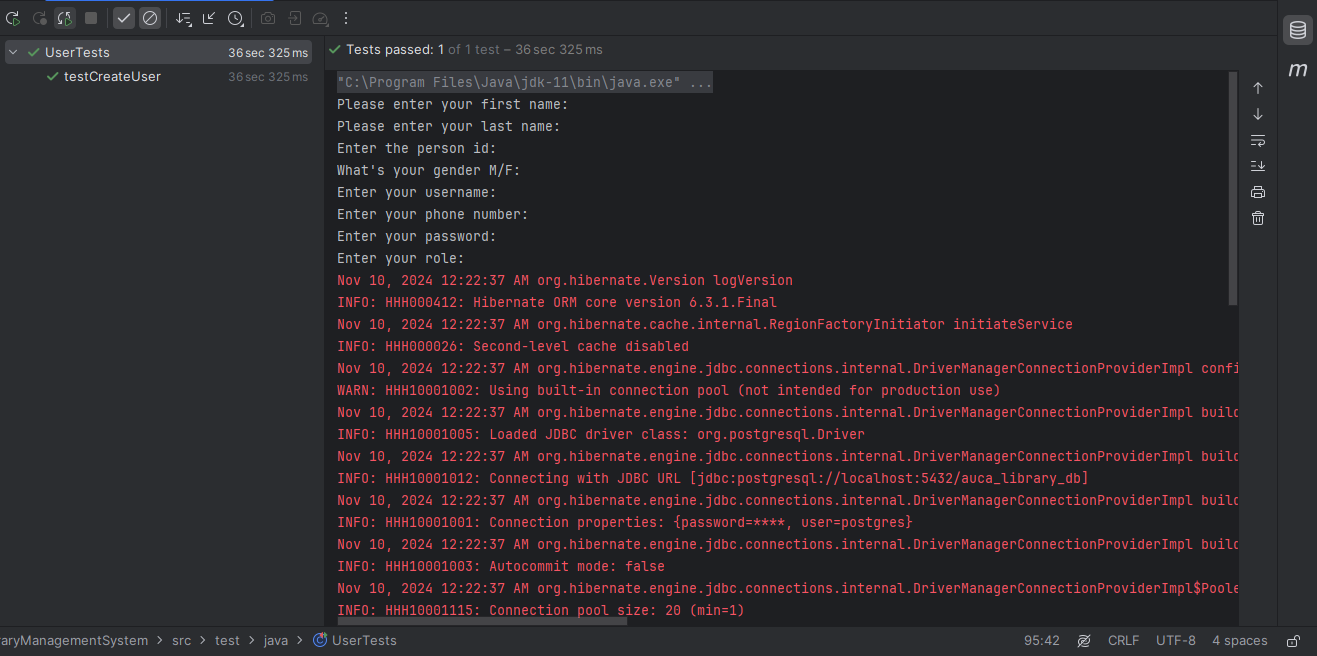 UserTests 36 sec 325 ms
testCreateUser 36 sec 325 ms
Tests passed: 1 of 1 test – 36 sec 325 ms
"C:\Program Files\Java\jdk-11\bin\java.exe" ...
Please enter your first name:
Please enter your last name:
Enter the person id:
What's your gender M/F:
Enter your username:
Enter your phone number:
Enter your password:
Enter your role:
Nov 10, 2024 12:22:37 AM org.hibernate.Version logVersion
INFO: HHH000412: Hibernate ORM core version 6.3.1.Final
Nov 10, 2024 12:22:37 AM org.hibernate.cache.internal.RegionFactoryInitiator initiateService
INFO: HHH000026: Second-level cache disabled
Nov 10, 2024 12:22:37 AM org.hibernate.engine.jdbc.connections.internal.DriverManagerConnectionProviderImpl confi
WARN: HHH10001002: Using built-in connection pool (not intended for production use)
Nov 10, 2024 12:22:37 AM org.hibernate.engine.jdbc.connections.internal.DriverManagerConnectionProviderImpl build
INFO: HHH10001005: Loaded JDBC driver class: org.postgresql.Driver
Nov 10, 2024 12:22:37 AM org.hibernate.engine.jdbc.connections.internal.DriverManagerConnectionProviderImpl build
INFO: HHH10001012: Connecting with JDBC URL [jdbc:postgresql://localhost:5432/auca_library_db]
Nov 10, 2024 12:22:37 AM org.hibernate.engine.jdbc.connections.internal.DriverManagerConnectionProviderImpl build
INFO: HHH10001001: Connection properties: {password=****, user=postgres}
Nov 10, 2024 12:22:37 AM org.hibernate.engine.jdbc.connections.internal.DriverManagerConnectionProviderImpl build
INFO: HHH10001003: Autocommit mode: false
Nov 10, 2024 12:22:37 AM org.hibernate.engine.jdbc.connections.internal.DriverManagerConnectionProviderImpl$Poole
INFO: HHH10001115: Connection pool size: 20 (min=1)
m
raryManagementSystem > src > test > java > UserTests 95:42 CRLF UTF-8 4 spaces